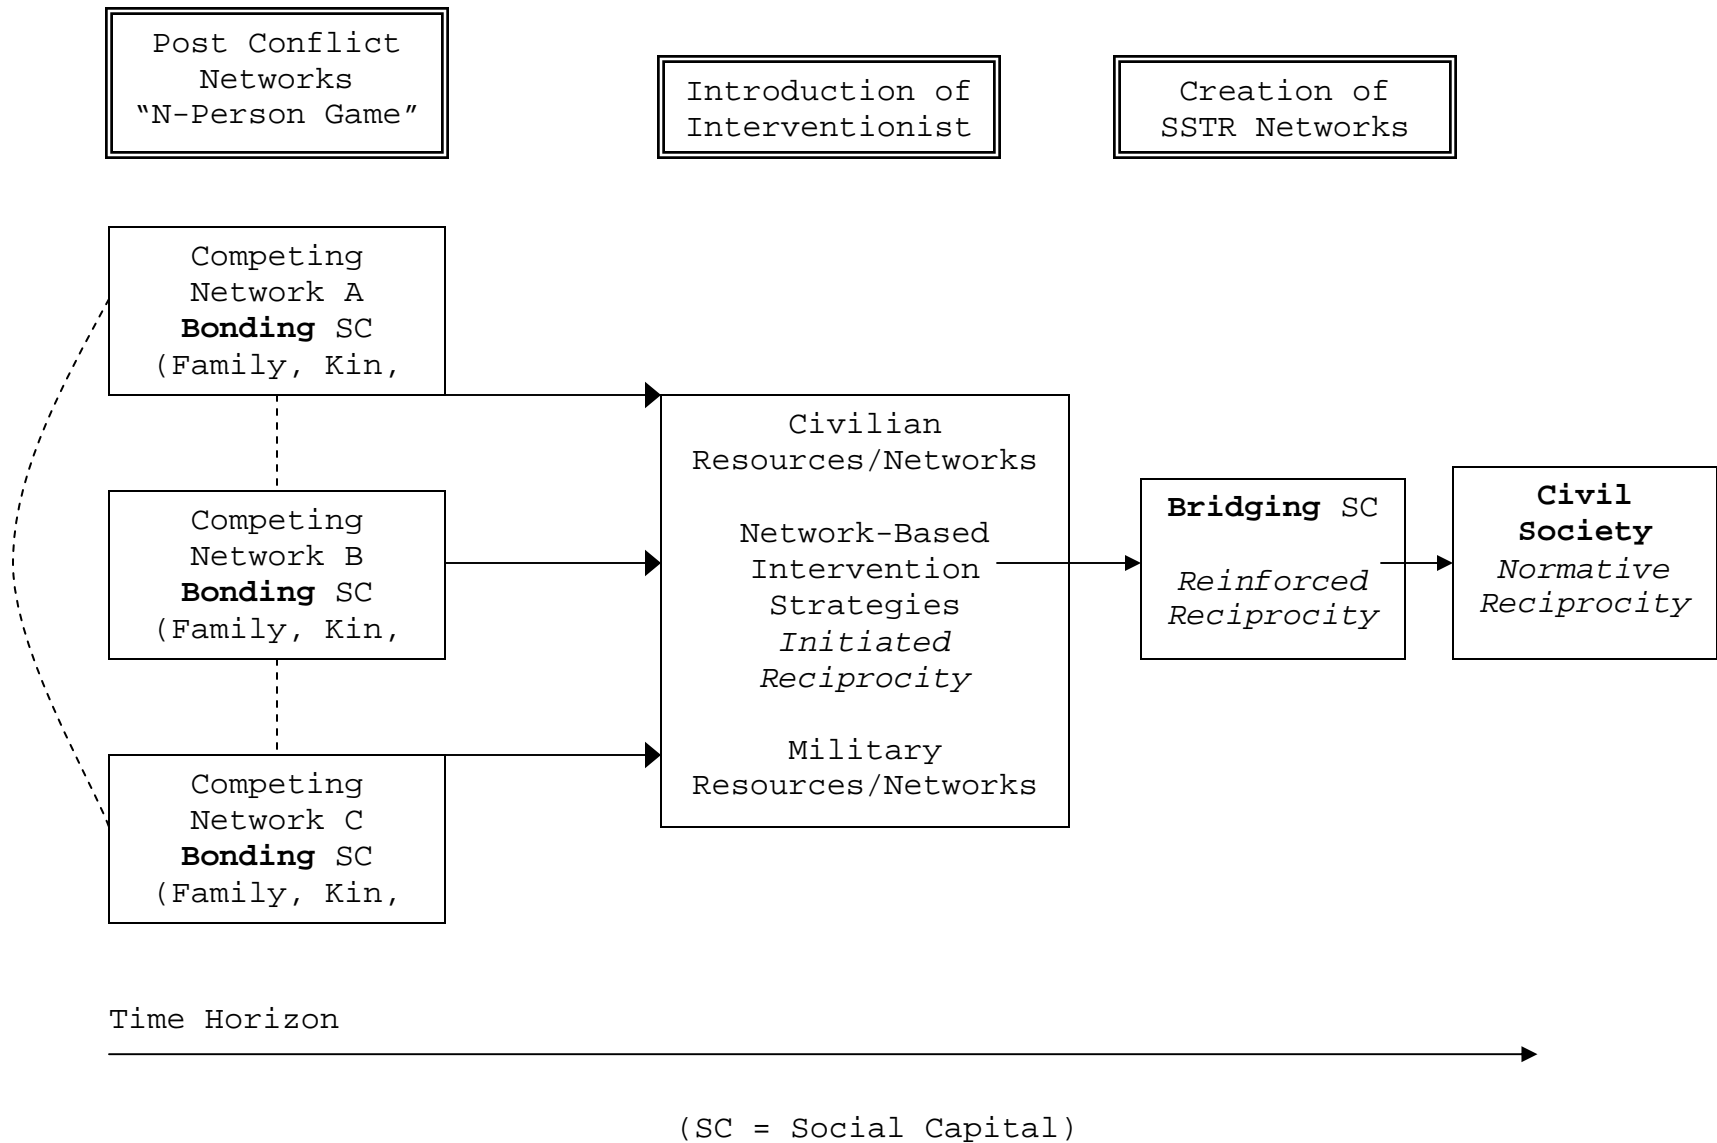 Post Conflict
Networks
“N-Person Game”
Introduction of
Interventionist
Creation of
SSTR Networks
Competing
Network A
Bonding SC
(Family, Kin,
Competing
Network B
Bonding SC
(Family, Kin,
Competing
Network C
Bonding SC
(Family, Kin,
Civilian
Resources/Networks
Network-Based
Intervention
Strategies
Initiated
Reciprocity
Military
Resources/Networks
Bridging SC
Reinforced
Reciprocity
Civil
Society
Normative
Reciprocity
Time Horizon
(SC = Social Capital)